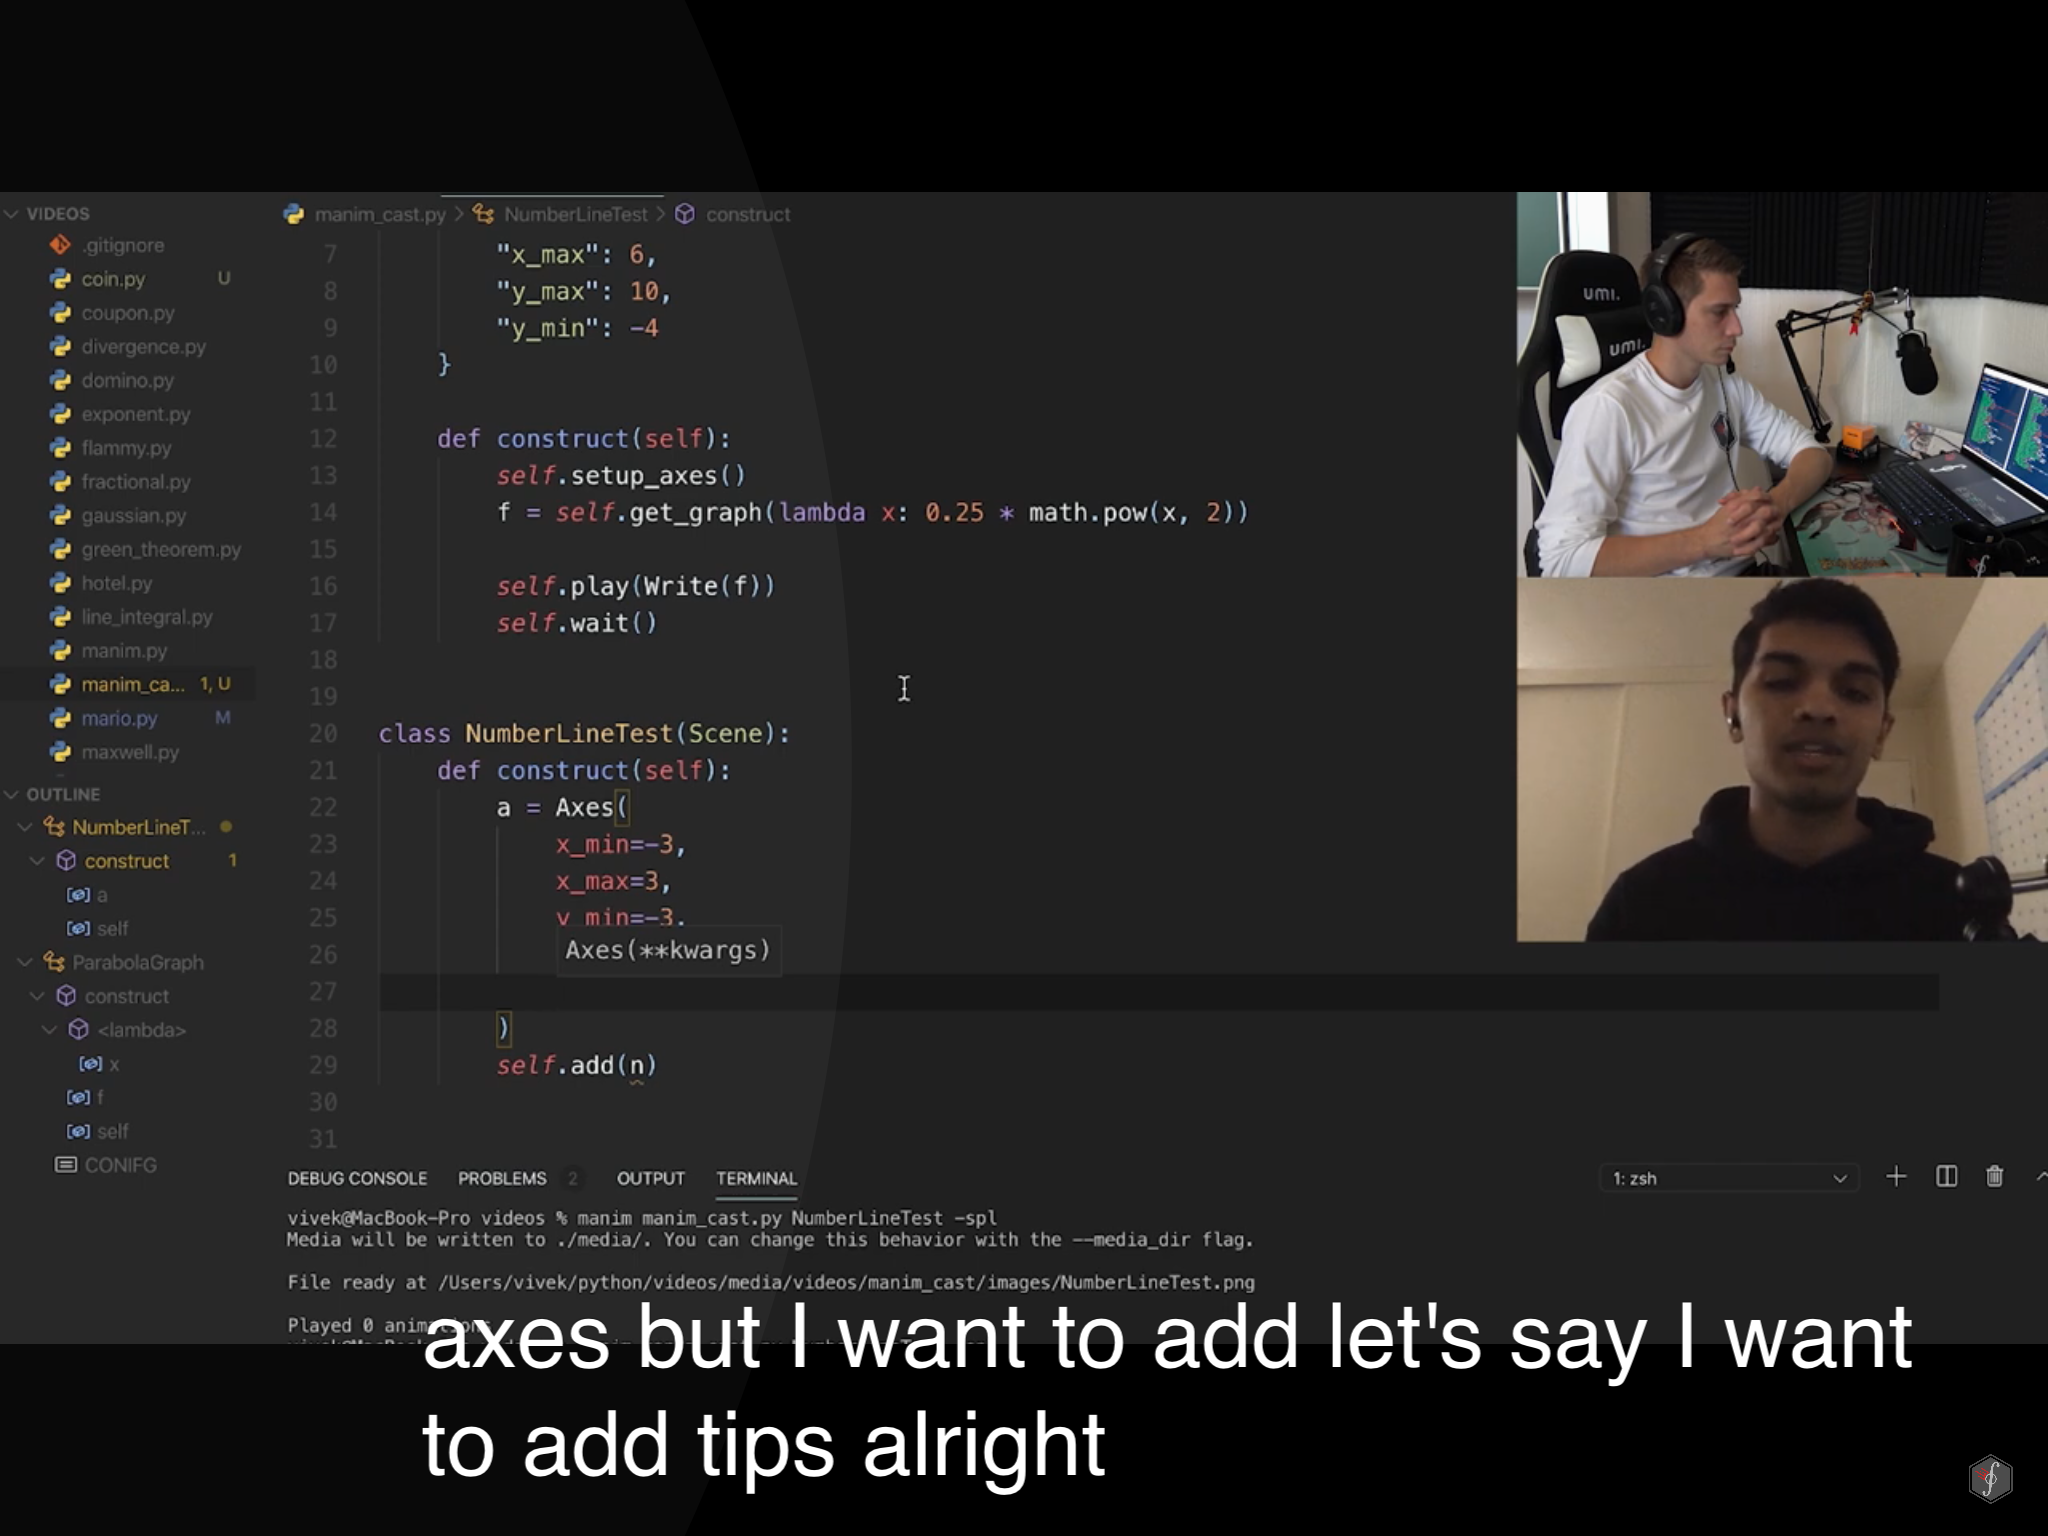 VIDEOS
.gitignore
coin.py U
coupon.py
divergence.py
domino.py
exponent.py
flammy.py
fractional.py
gaussian.py
green_theorem.py
hotel.py
line_integral.py
manim.py
manim_ca... 1, U
mario.py M
maxwell.py
OUTLINE
NumberLineT...
construct 1
a
self
ParabolaGraph
construct
<lambda>
x
f
self
CONIFG
manim_cast.py > NumberLineTest > construct
7 "x_max": 6,
8 "y_max": 10,
9 "y_min": -4
10 }
11
12 def construct(self):
13 self.setup_axes()
14 f = self.get_graph(lambda x: 0.25 * math.pow(x, 2))
15
16 self.play(Write(f))
17 self.wait()
18
19
20 class NumberLineTest(Scene):
21 def construct(self):
22 a = Axes(
23 x_min=-3,
24 x_max=3,
25 y_min=-3,
Axes(**kwargs)
26
27
28 )
29 self.add(n)
30
31
umi.
umi.
DEBUG CONSOLE PROBLEMS 2 OUTPUT TERMINAL 1: zsh
vivek@MacBook-Pro videos % manim manim_cast.py NumberLineTest -spl
Media will be written to ./media/. You can change this behavior with the --media_dir flag.
File ready at /Users/vivek/python/videos/media/videos/manim_cast/images/NumberLineTest.png
Played 0 animations
axes but I want to add let's say I want
to add tips alright